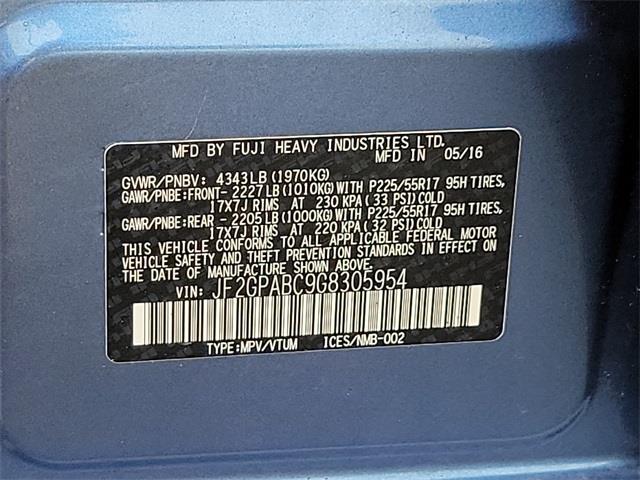 MFD BY FUJI HEAVY INDUSTRIES LTD.
MFD IN 05/16
GVWR/PNBV: 4343LB(1970KG)
GAWR/PNBE:FRONT-2227LB(1010KG)WITH P225/55R17 95H TIRES,
17X7J RIMS AT 230 KPA(33 PSI)COLD
GAWR/PNBE:REAR -2205LB(1000KG)WITH P225/55R17 95H TIRES,
17X7J RIMS AT 220 KPA(32 PSI)COLD
THIS VEHICLE CONFORMS TO ALL APPLICABLE FEDERAL MOTOR
VEHICLE SAFETY AND THEFT PREVENTION STANDARDS IN EFFECT ON
THE DATE OF MANUFACTURE SHOWN ABOVE.
VIN: JF2GPABC9G8305954
TYPE:MPV/VTUM ICES/NMB-002